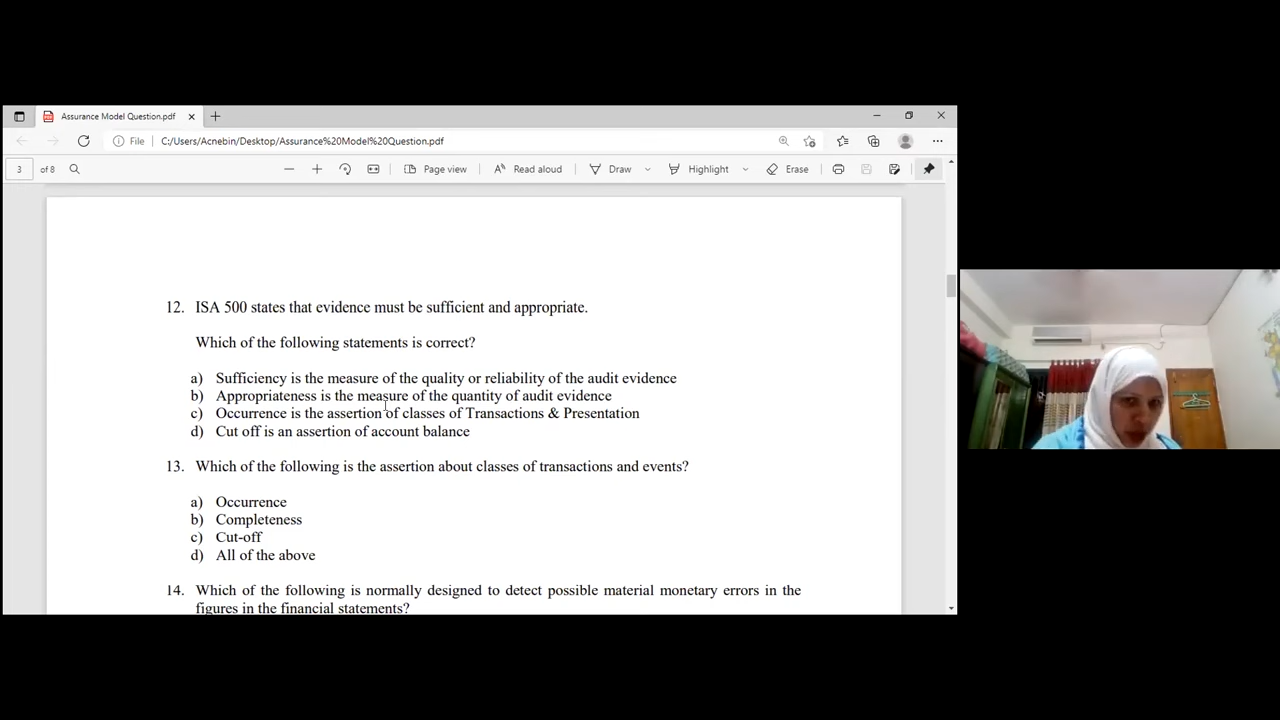 Assurance Model Question.pdf
File
C:/Users/Acnebin/Desktop/Assurance%20Model%20Question.pdf
3 of 8
Page view
Read aloud
Draw
Highlight
Erase
12. ISA 500 states that evidence must be sufficient and appropriate.
Which of the following statements is correct?
a) Sufficiency is the measure of the quality or reliability of the audit evidence
b) Appropriateness is the measure of the quantity of audit evidence
c) Occurrence is the assertion of classes of Transactions & Presentation
d) Cut off is an assertion of account balance
13. Which of the following is the assertion about classes of transactions and events?
a) Occurrence
b) Completeness
c) Cut-off
d) All of the above
14. Which of the following is normally designed to detect possible material monetary errors in the
figures in the financial statements?